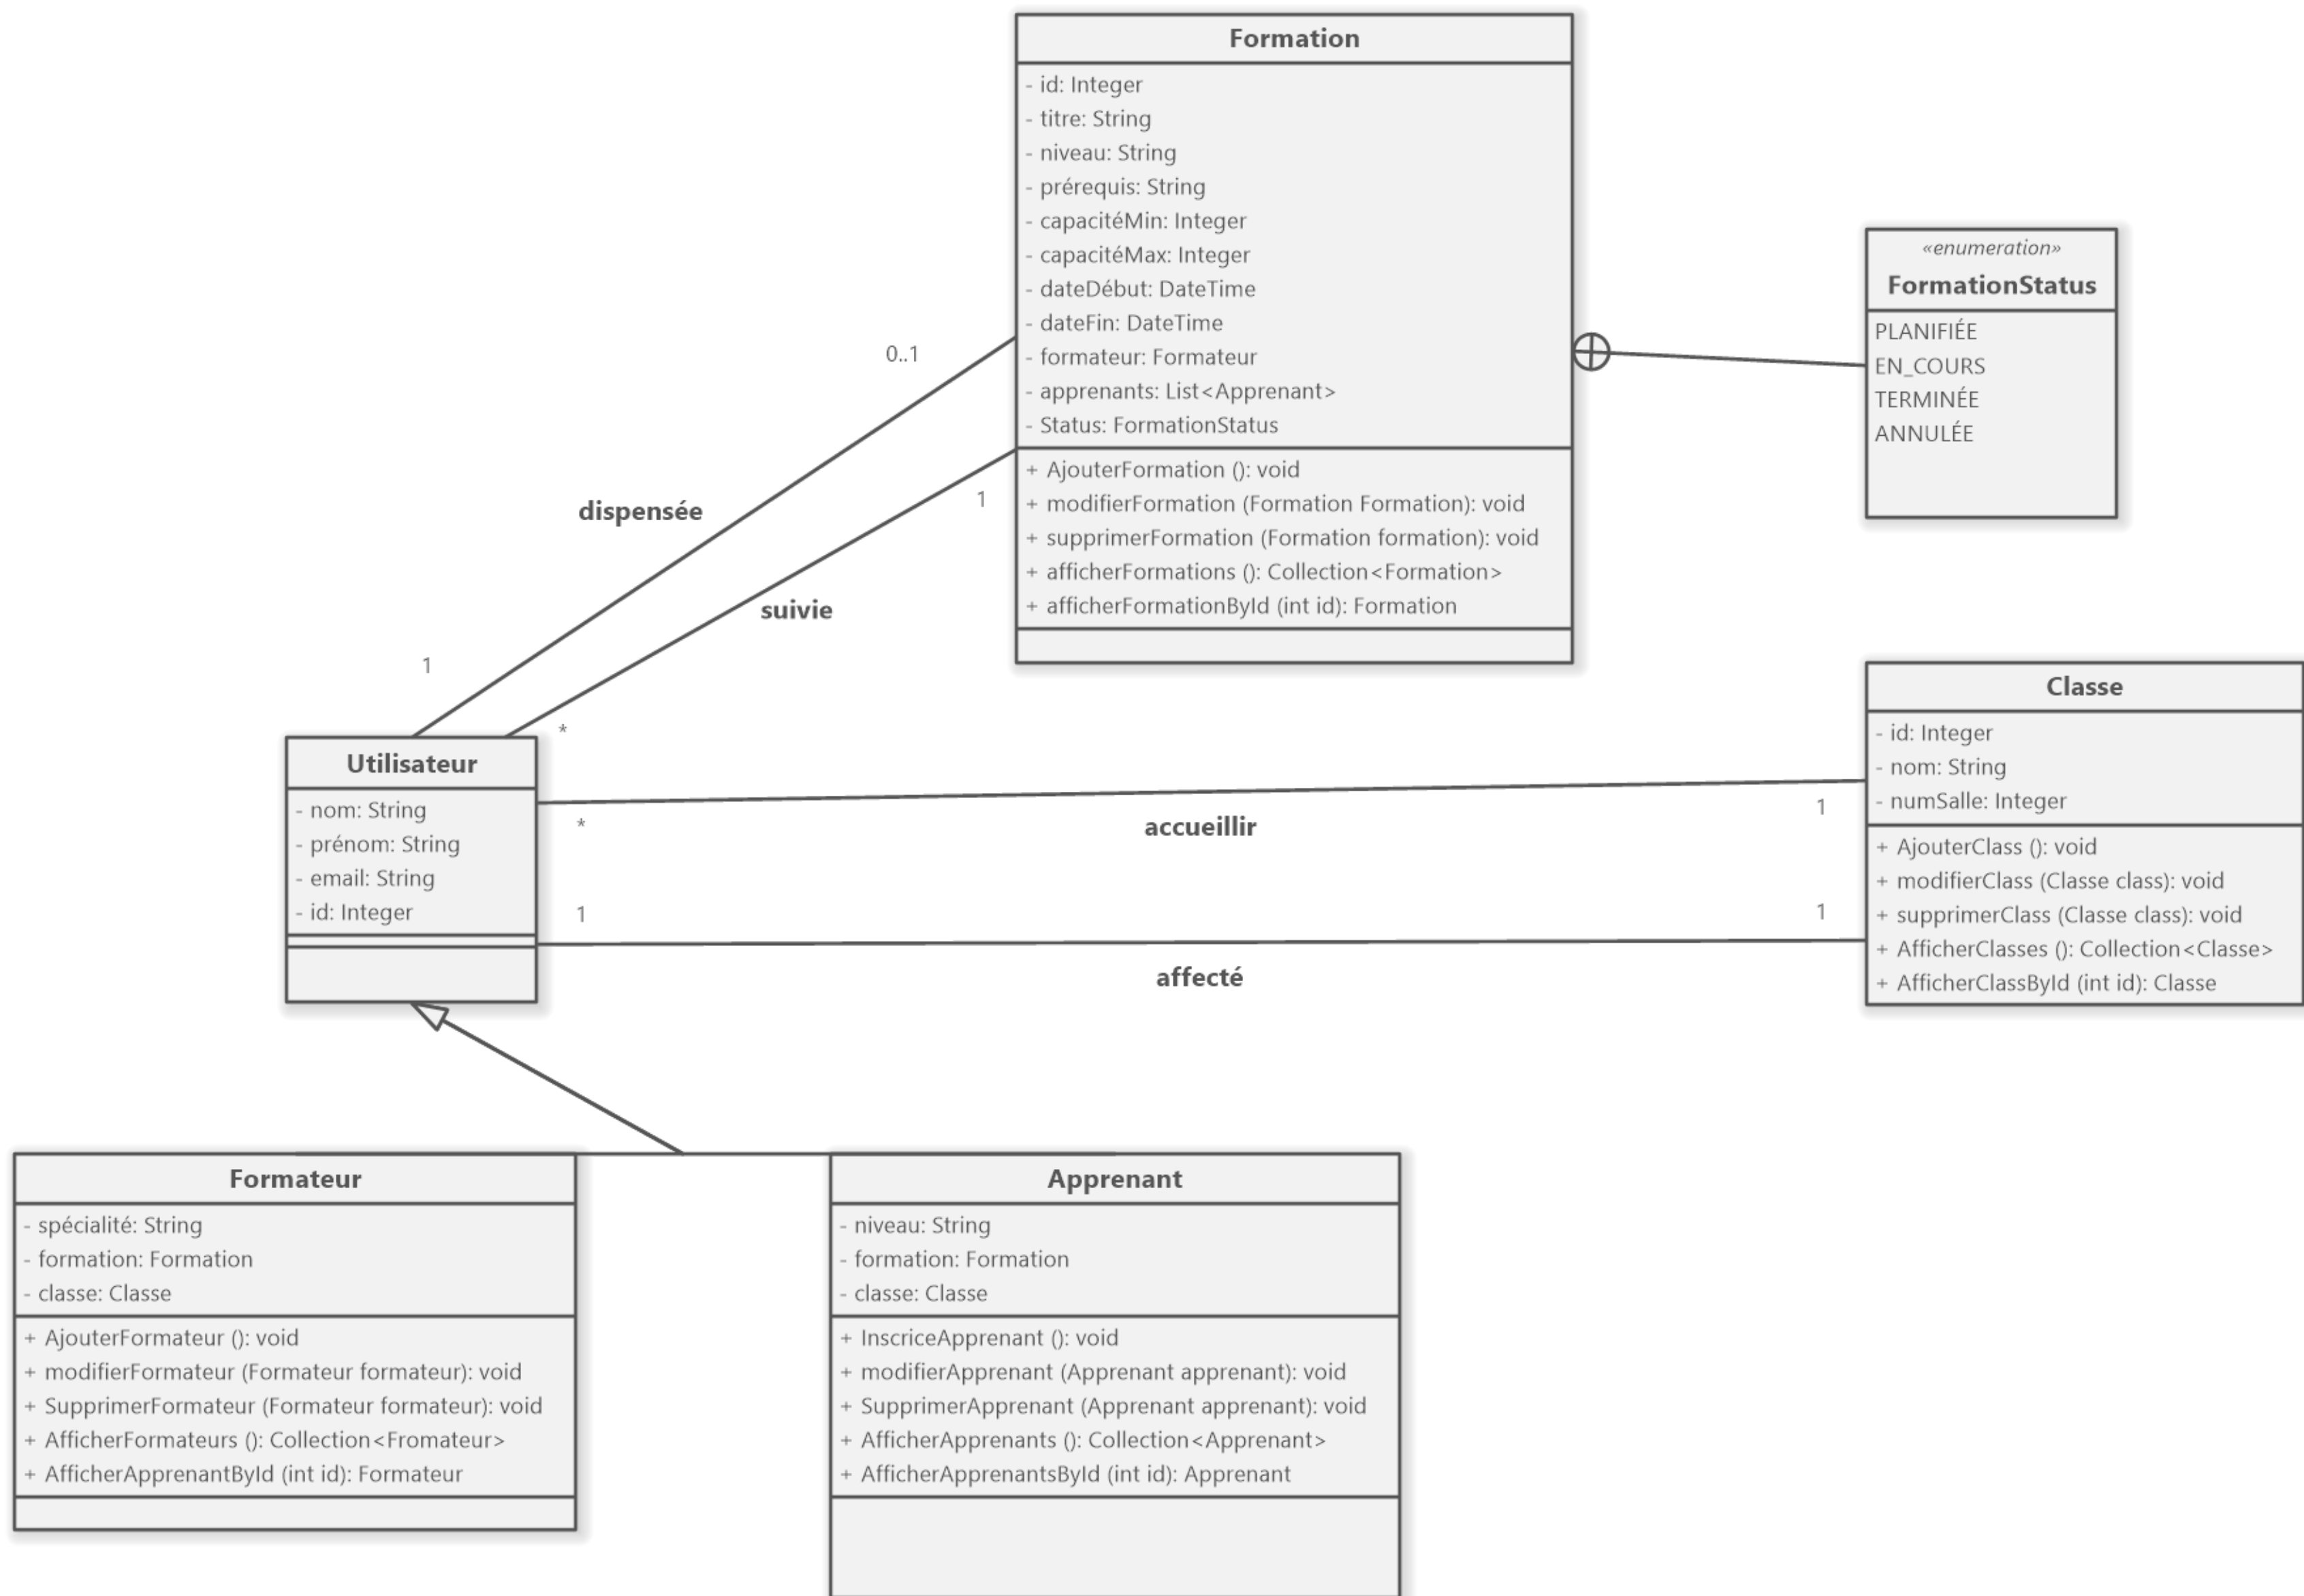 Formation
- id: Integer
- titre: String
- niveau: String
- prérequis: String
- capacitéMin: Integer
- capacitéMax: Integer
- dateDébut: DateTime
- dateFin: DateTime
- formateur: Formateur
- apprenants: List<Apprenant>
- Status: FormationStatus
+ AjouterFormation (): void
+ modifierFormation (Formation Formation): void
+ supprimerFormation (Formation formation): void
+ afficherFormations (): Collection<Formation>
+ afficherFormationById (int id): Formation
«enumeration»
FormationStatus
PLANIFIÉE
EN_COURS
TERMINÉE
ANNULÉE
0..1
dispensée
1
1
suivie
*
Utilisateur
- nom: String
- prénom: String
- email: String
- id: Integer
*
accueillir
1
1
affecté
1
Classe
- id: Integer
- nom: String
- numSalle: Integer
+ AjouterClass (): void
+ modifierClass (Classe class): void
+ supprimerClass (Classe class): void
+ AfficherClasses (): Collection<Classe>
+ AfficherClassById (int id): Classe
Formateur
- spécialité: String
- formation: Formation
- classe: Classe
+ AjouterFormateur (): void
+ modifierFormateur (Formateur formateur): void
+ SupprimerFormateur (Formateur formateur): void
+ AfficherFormateurs (): Collection<Fromateur>
+ AfficherApprenantById (int id): Formateur
Apprenant
- niveau: String
- formation: Formation
- classe: Classe
+ InscriceApprenant (): void
+ modifierApprenant (Apprenant apprenant): void
+ SupprimerApprenant (Apprenant apprenant): void
+ AfficherApprenants (): Collection<Apprenant>
+ AfficherApprenantsById (int id): Apprenant